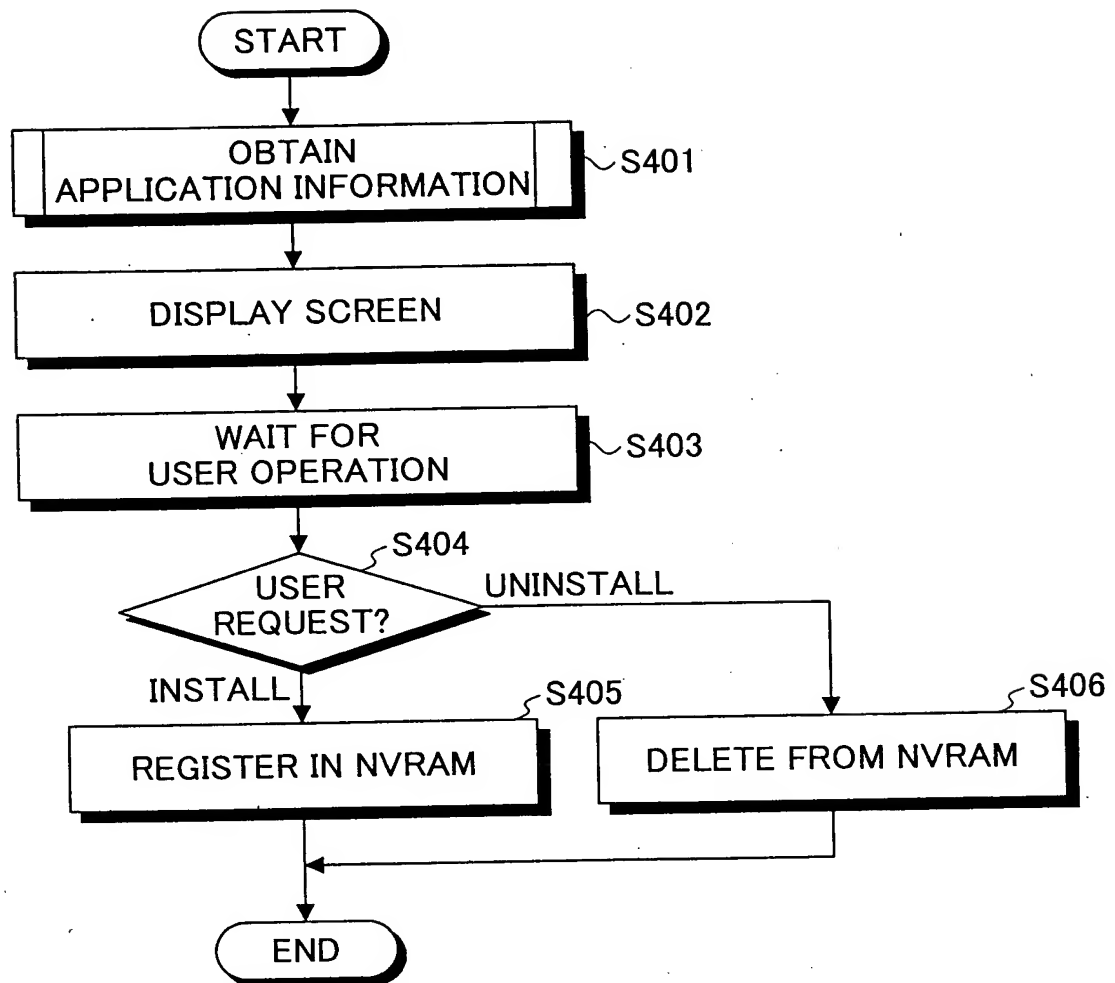 START
OBTAIN
APPLICATION INFORMATION
S401
DISPLAY SCREEN
S402
WAIT FOR
USER OPERATION
S403
S404
USER
REQUEST?
UNINSTALL
INSTALL
S405
REGISTER IN NVRAM
S406
DELETE FROM NVRAM
END